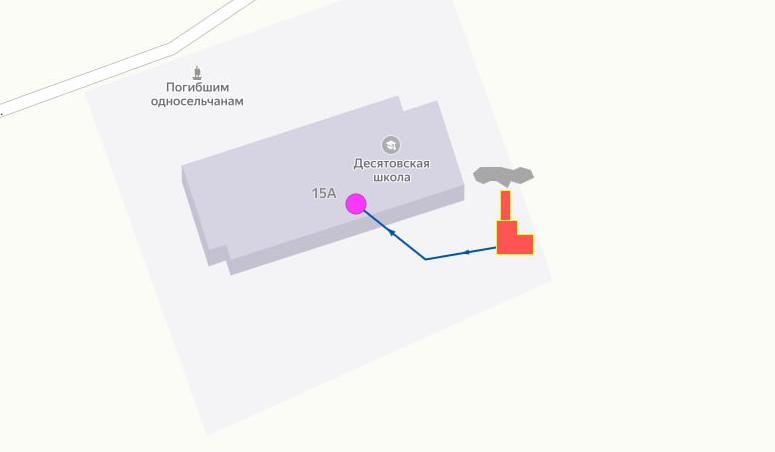 Погибшим
односельчанам
Десятовская
школа
15А